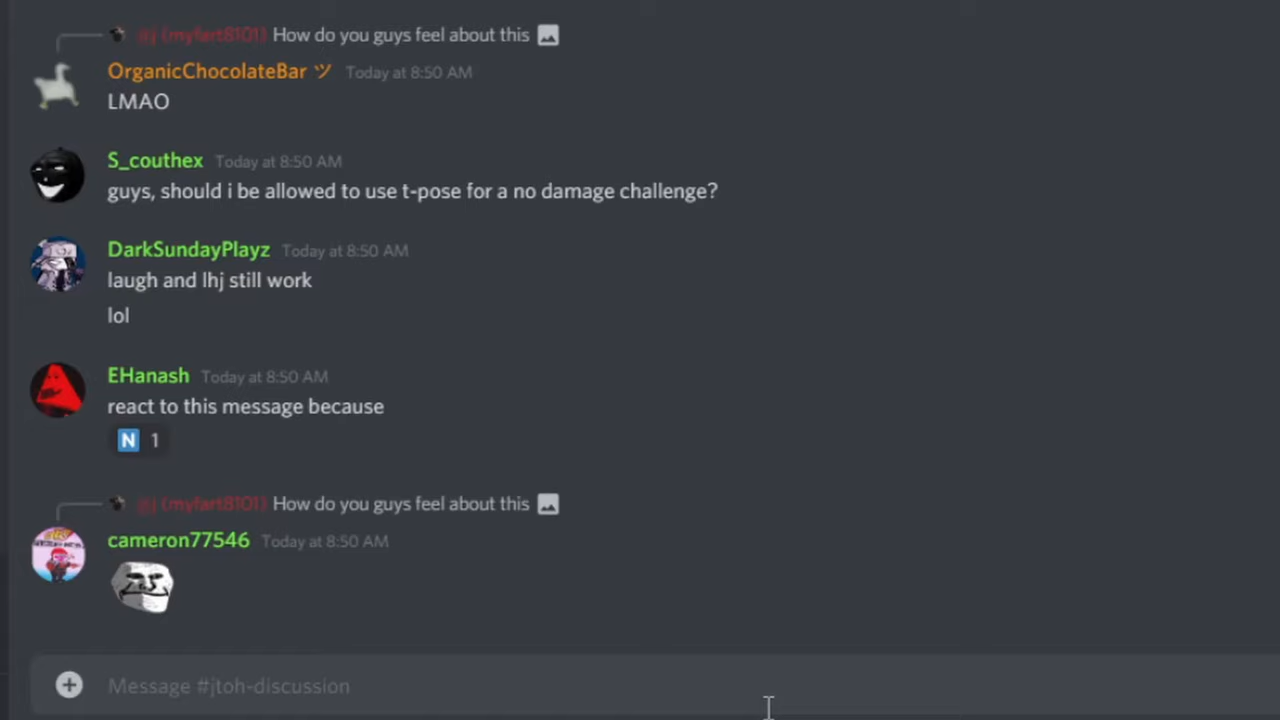 @j (myfart8101) How do you guys feel about this
OrganicChocolateBar ツ Today at 8:50 AM
LMAO
S_couthex Today at 8:50 AM
guys, should i be allowed to use t-pose for a no damage challenge?
DarkSundayPlayz Today at 8:50 AM
laugh and lhj still work
lol
EHanash Today at 8:50 AM
react to this message because
N 1
@j (myfart8101) How do you guys feel about this
cameron77546 Today at 8:50 AM
Message #jtoh-discussion